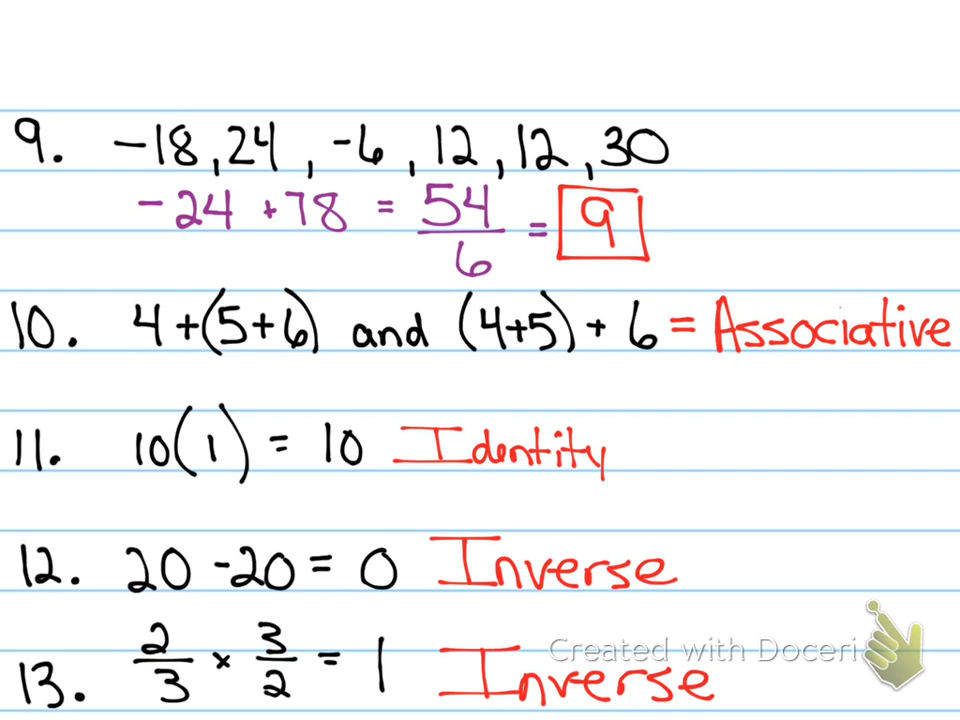 9. -18, 24, -6, 12, 12, 30
-24 + 78 = 54/6 = 9
10. 4 + (5 + 6) and (4+5) + 6 = Associative
11. 10(1) = 10 Identity
12. 20 -20 = 0 Inverse
13. 2/3 × 3/2 = 1 Inverse
Created with Doceri